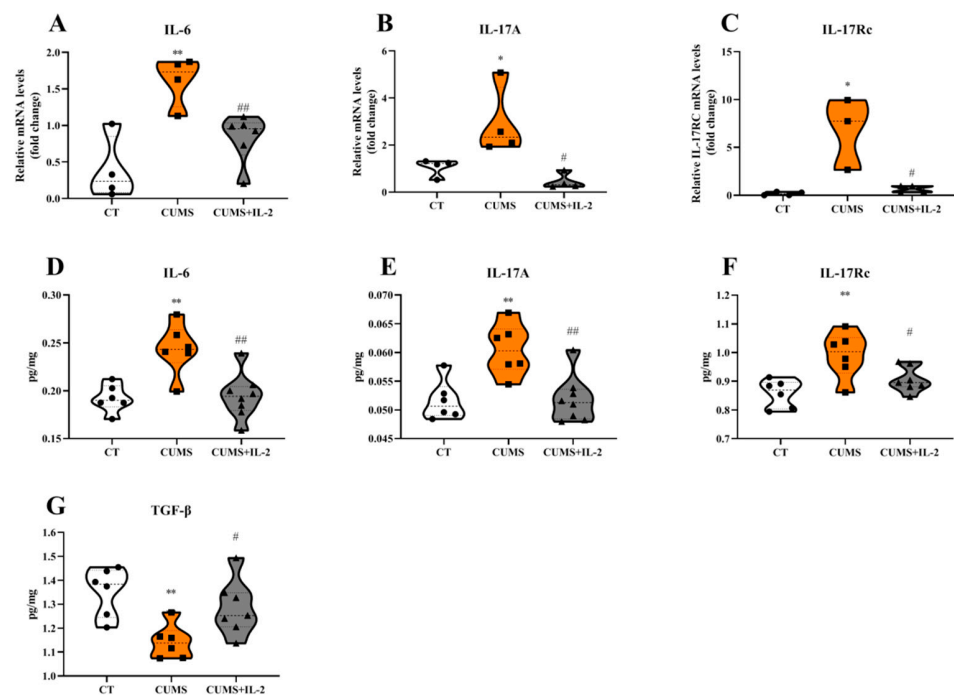 A
IL-6
Relative mRNA levels
(fold change)
2.0
1.5
1.0
0.5
0.0
**
##
CT
CUMS
CUMS+IL-2
B
IL-17A
Relative mRNA levels
(fold change)
6
4
2
0
*
#
CT
CUMS
CUMS+IL-2
C
IL-17Rc
Relative IL-17RC mRNA levels
(fold change)
15
10
5
0
*
#
CT
CUMS
CUMS+IL-2
D
IL-6
pg/mg
0.30
0.25
0.20
0.15
**
##
CT
CUMS
CUMS+IL-2
E
IL-17A
pg/mg
0.070
0.065
0.060
0.055
0.050
0.045
**
##
CT
CUMS
CUMS+IL-2
F
IL-17Rc
pg/mg
1.2
1.1
1.0
0.9
0.8
0.7
**
#
CT
CUMS
CUMS+IL-2
G
TGF-β
pg/mg
1.6
1.5
1.4
1.3
1.2
1.1
1.0
**
#
CT
CUMS
CUMS+IL-2